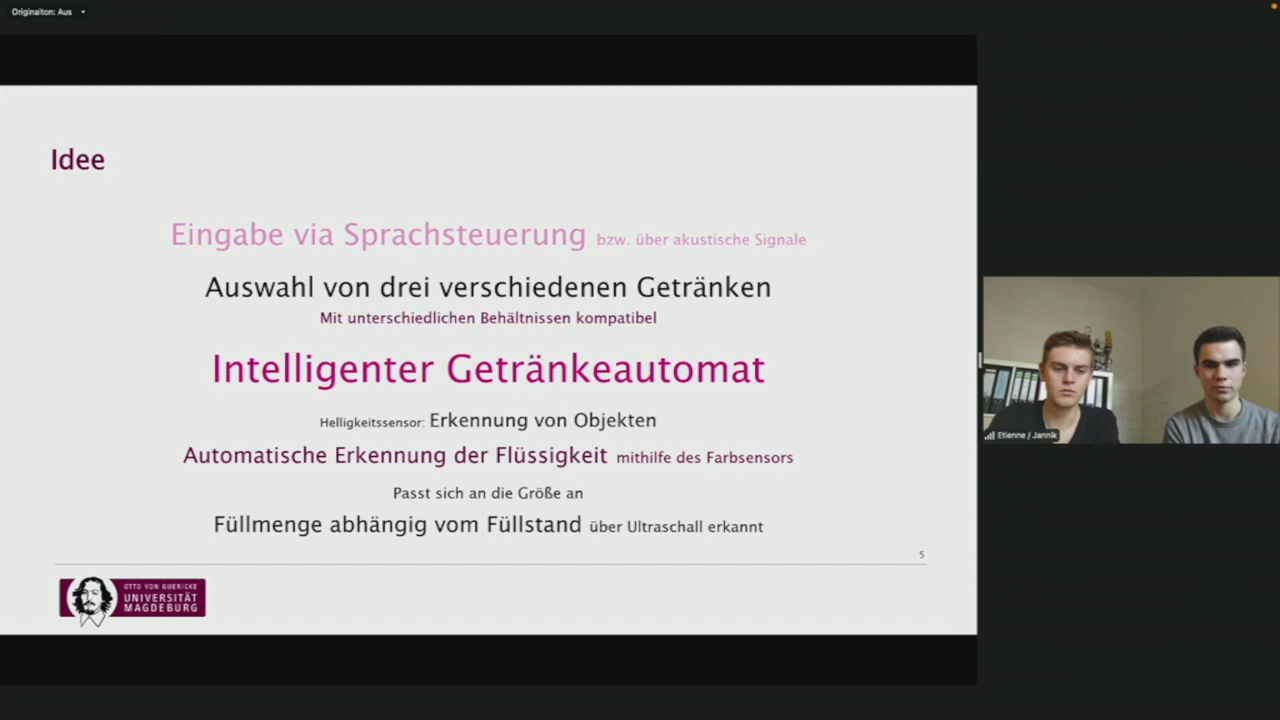 Originalton: Aus
Idee
Eingabe via Sprachsteuerung bzw. über akustische Signale
Auswahl von drei verschiedenen Getränken
Mit unterschiedlichen Behältnissen kompatibel
Intelligenter Getränkeautomat
Helligkeitssensor: Erkennung von Objekten
Automatische Erkennung der Flüssigkeit mithilfe des Farbsensors
Passt sich an die Größe an
Füllmenge abhängig vom Füllstand über Ultraschall erkannt
5
OTTO VON GUERICKE
UNIVERSITÄT
MAGDEBURG
Etienne / Jannik